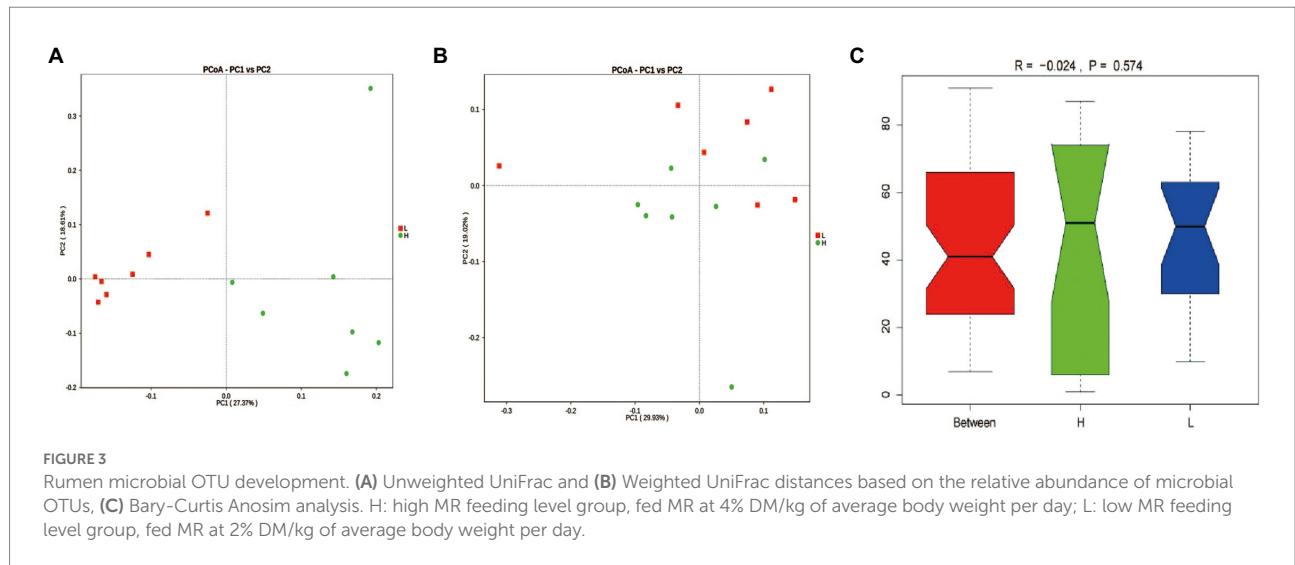 A
PCoA - PC1 vs PC2
PC2 ( 18.61% )
0.3
0.2
0.1
0.0
-0.1
-0.2
-0.1
0.0
0.1
0.2
PC1 ( 27.37% )
L
H
B
PCoA - PC1 vs PC2
PC2 ( 19.02% )
0.1
0.0
-0.1
-0.2
-0.3
-0.2
-0.1
0.0
0.1
PC1 ( 29.93% )
L
H
C
R = -0.024 , P = 0.574
80
60
40
20
0
Between
H
L
FIGURE 3
Rumen microbial OTU development. (A) Unweighted UniFrac and (B) Weighted UniFrac distances based on the relative abundance of microbial
OTUs, (C) Bary-Curtis Anosim analysis. H: high MR feeding level group, fed MR at 4% DM/kg of average body weight per day; L: low MR feeding
level group, fed MR at 2% DM/kg of average body weight per day.